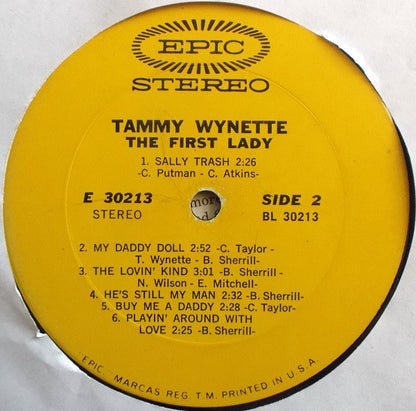 EPIC
STEREO
TAMMY WYNETTE
THE FIRST LADY
1. SALLY TRASH 2:26
-C. Putman - C. Atkins-
E 30213
SIDE 2
STEREO
BL 30213
2. MY DADDY DOLL 2:52 -C. Taylor-
T. Wynette - B. Sherrill-
3. THE LOVIN' KIND 3:01 -B. Sherrill-
N. Wilson - E. Mitchell-
4. HE'S STILL MY MAN 2:32 -B. Sherrill-
5. BUY ME A DADDY 2:28 -C. Taylor-
6. PLAYIN' AROUND WITH
LOVE 2:25 -B. Sherrill-
EPIC, MARCAS REG. T.M. PRINTED IN U.S.A.